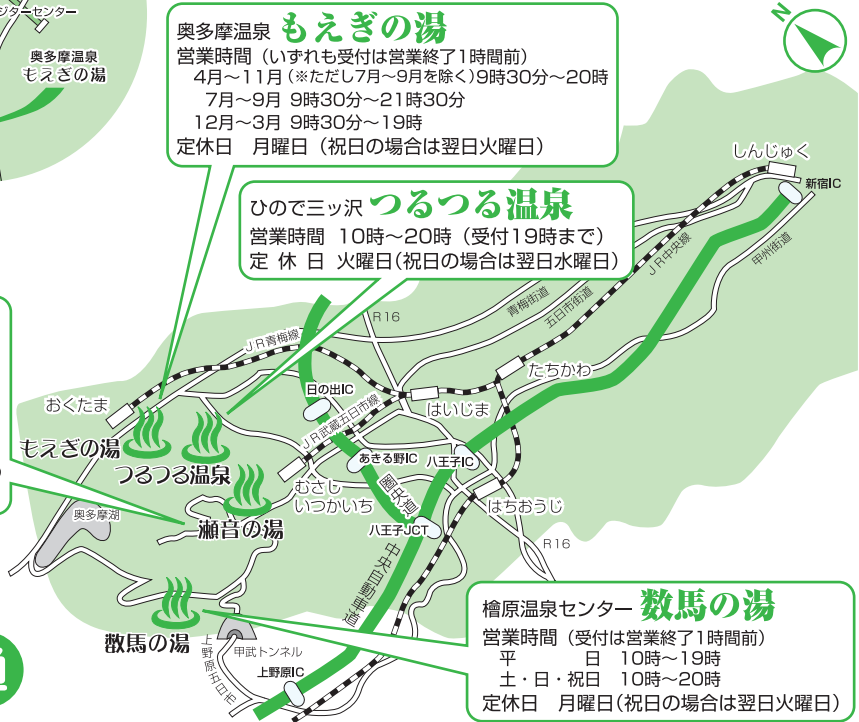 ジターセンター
奥多摩温泉
もえぎの湯
奥多摩温泉 もえぎの湯
営業時間（いずれも受付は営業終了1時間前）
4月～11月（※ただし7月～9月を除く）9時30分～20時
7月～9月 9時30分～21時30分
12月～3月 9時30分～19時
定休日　月曜日（祝日の場合は翌日火曜日）
ひので三ッ沢 つるつる温泉
営業時間 10時～20時（受付19時まで）
定 休 日 火曜日（祝日の場合は翌日水曜日）
N
しんじゅく
新宿IC
JR中央線
甲州街道
青梅街道
五日市街道
R16
JR青梅線
たちかわ
日の出IC
おくたま
はいじま
JR武蔵五日市線
もえぎの湯
つるつる温泉
あきる野IC
八王子IC
むさし
いつかいち
圏央道
はちおうじ
瀬音の湯
奥多摩湖
八王子JCT
R16
中央自動車道
数馬の湯
甲武トンネル
上野原五日市
上野原IC
檜原温泉センター 数馬の湯
営業時間（受付は営業終了1時間前）
平　　　日 10時～19時
土・日・祝日 10時～20時
定休日　月曜日（祝日の場合は翌日火曜日）